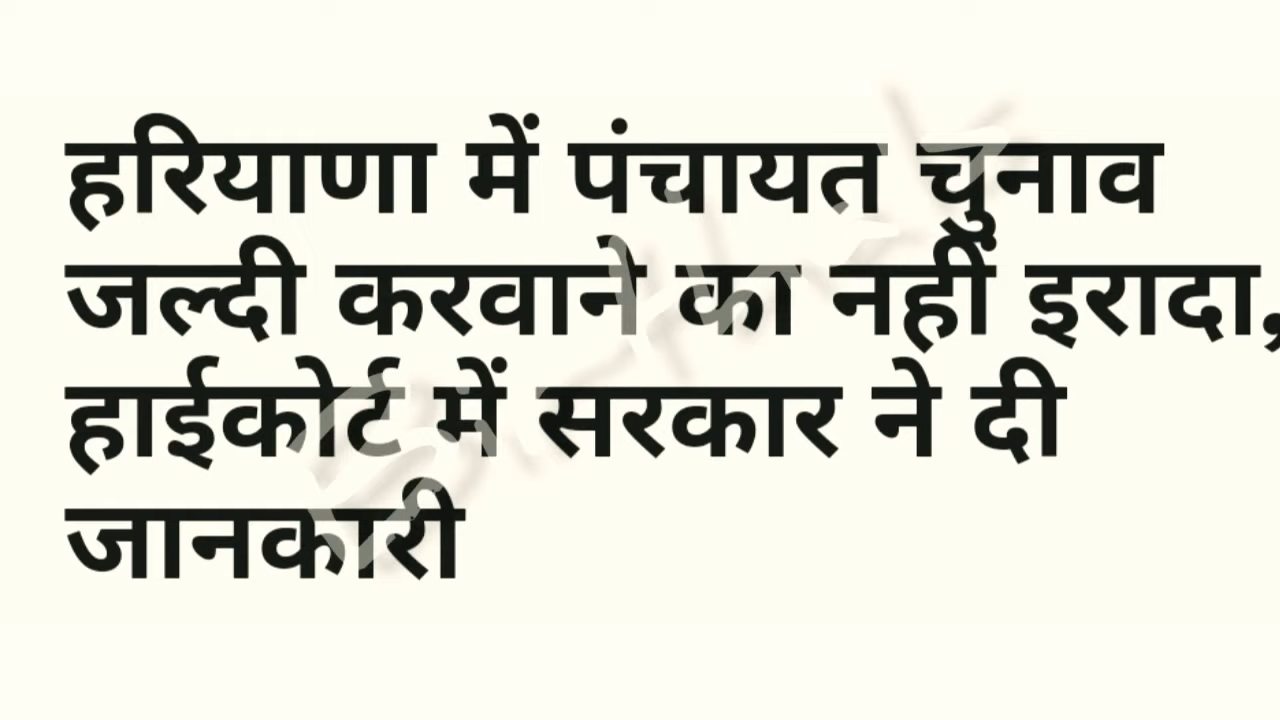 हरियाणा में पंचायत चुनाव
जल्दी करवाने का नहीं इरादा,
हाईकोर्ट में सरकार ने दी
जानकारी